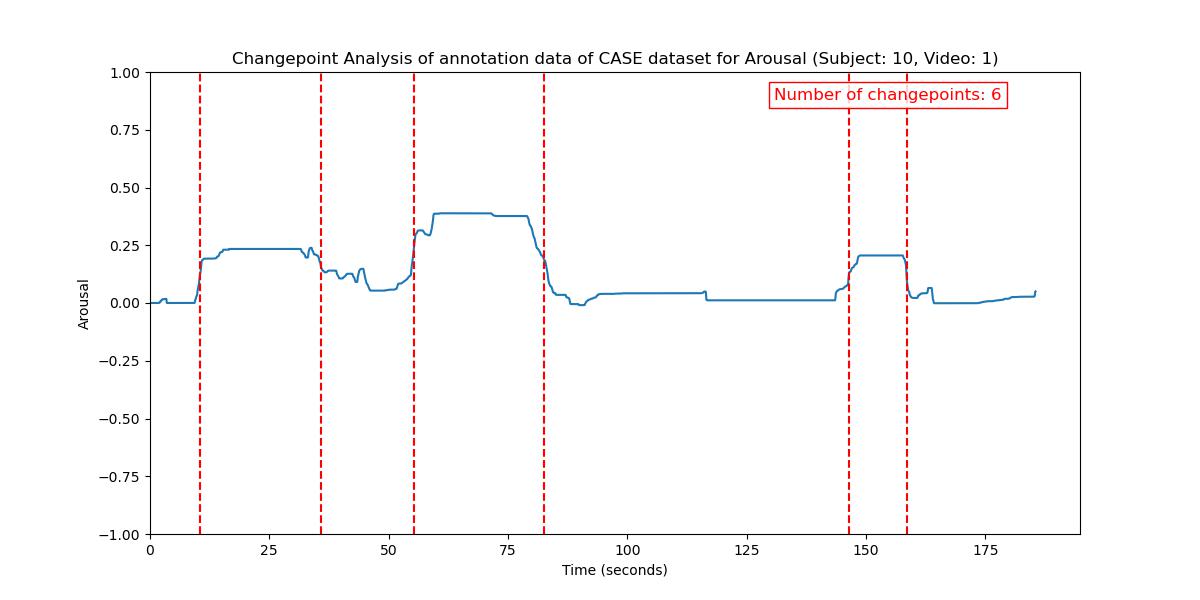 Changepoint Analysis of annotation data of CASE dataset for Arousal (Subject: 10, Video: 1)
Number of changepoints: 6
1.00
0.75
0.50
0.25
0.00
−0.25
−0.50
−0.75
−1.00
Arousal
0 25 50 75 100 125 150 175
Time (seconds)